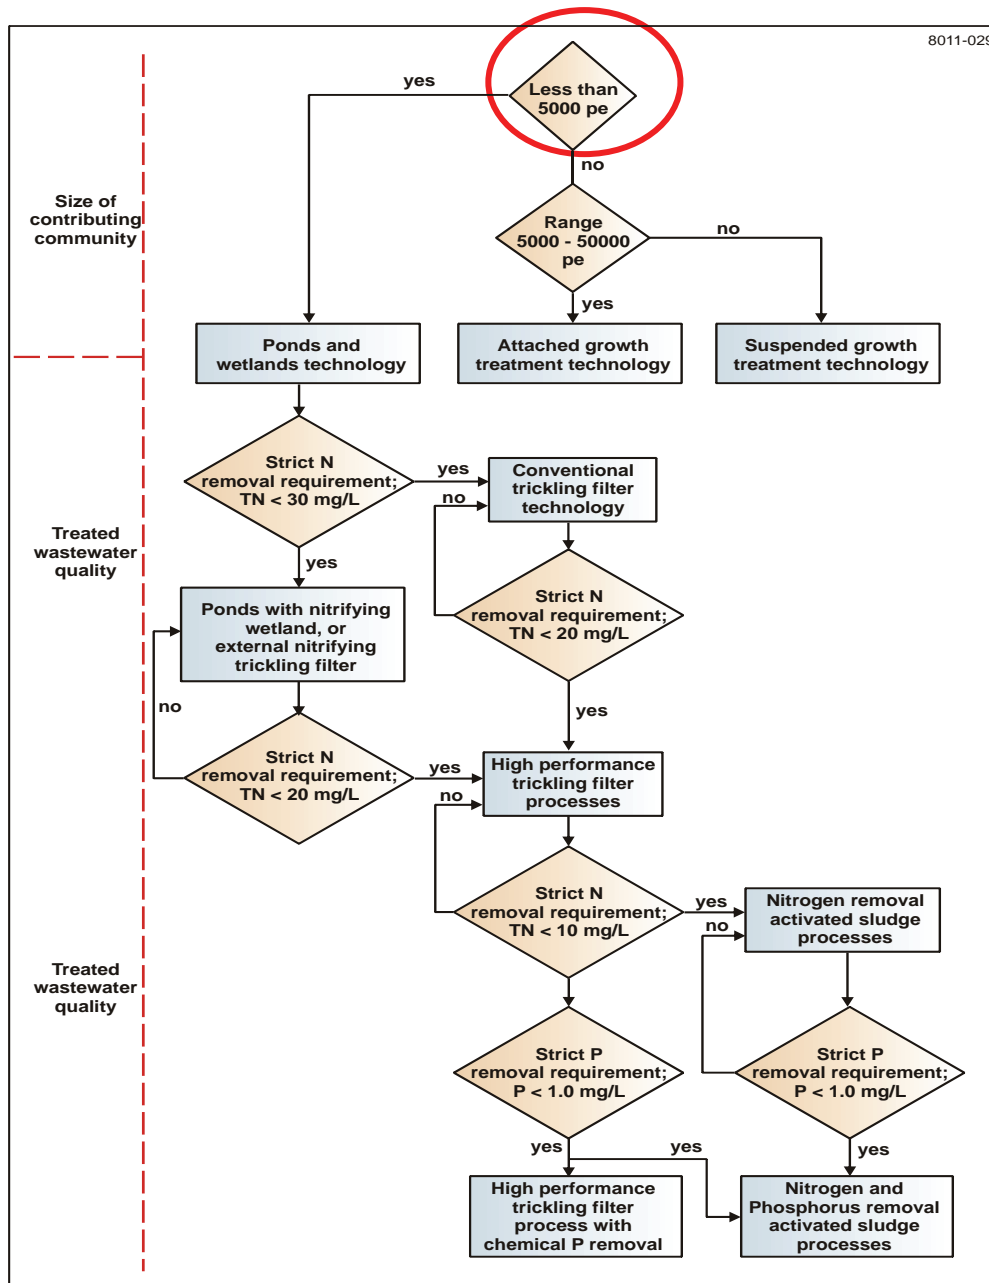 8011-029
Less than
5000 pe
yes
no
Size of
contributing
community
Range
5000 - 50000
pe
no
yes
Ponds and
wetlands technology
Attached growth
treatment technology
Suspended growth
treatment technology
Strict N
removal requirement;
TN < 30 mg/L
yes
no
Conventional
trickling filter
technology
Treated
wastewater
quality
yes
Strict N
removal requirement;
TN < 20 mg/L
Ponds with nitrifying
wetland, or
external nitrifying
trickling filter
no
yes
Strict N
removal requirement;
TN < 20 mg/L
yes
no
High performance
trickling filter
processes
Strict N
removal requirement;
TN < 10 mg/L
yes
no
Nitrogen removal
activated sludge
processes
Treated
wastewater
quality
Strict P
removal requirement;
P < 1.0 mg/L
Strict P
removal requirement;
P < 1.0 mg/L
yes
yes
yes
High performance
trickling filter
process with
chemical P removal
Nitrogen and
Phosphorus removal
activated sludge
processes